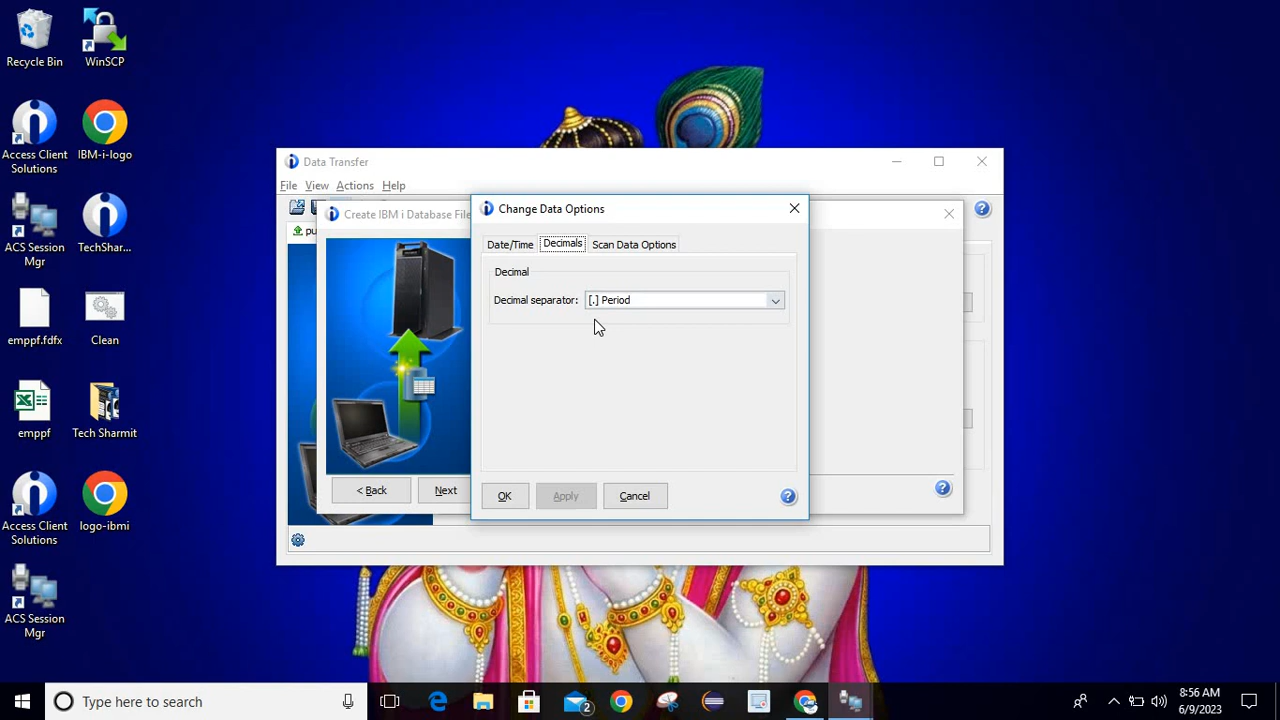 Recycle Bin
WinSCP
Access Client
Solutions
IBM-i-logo
ACS Session
Mgr
TechShar...
emppf.fdfx
Clean
emppf
Tech Sharmit
Access Client
Solutions
logo-ibmi
ACS Session
Mgr
Data Transfer
File View Actions Help
Create IBM i Database File
< Back
Next
Change Data Options
Date/Time
Decimals
Scan Data Options
Decimal
Decimal separator:
[.] Period
OK
Apply
Cancel
Type here to search
2
8:56 AM
6/9/2023